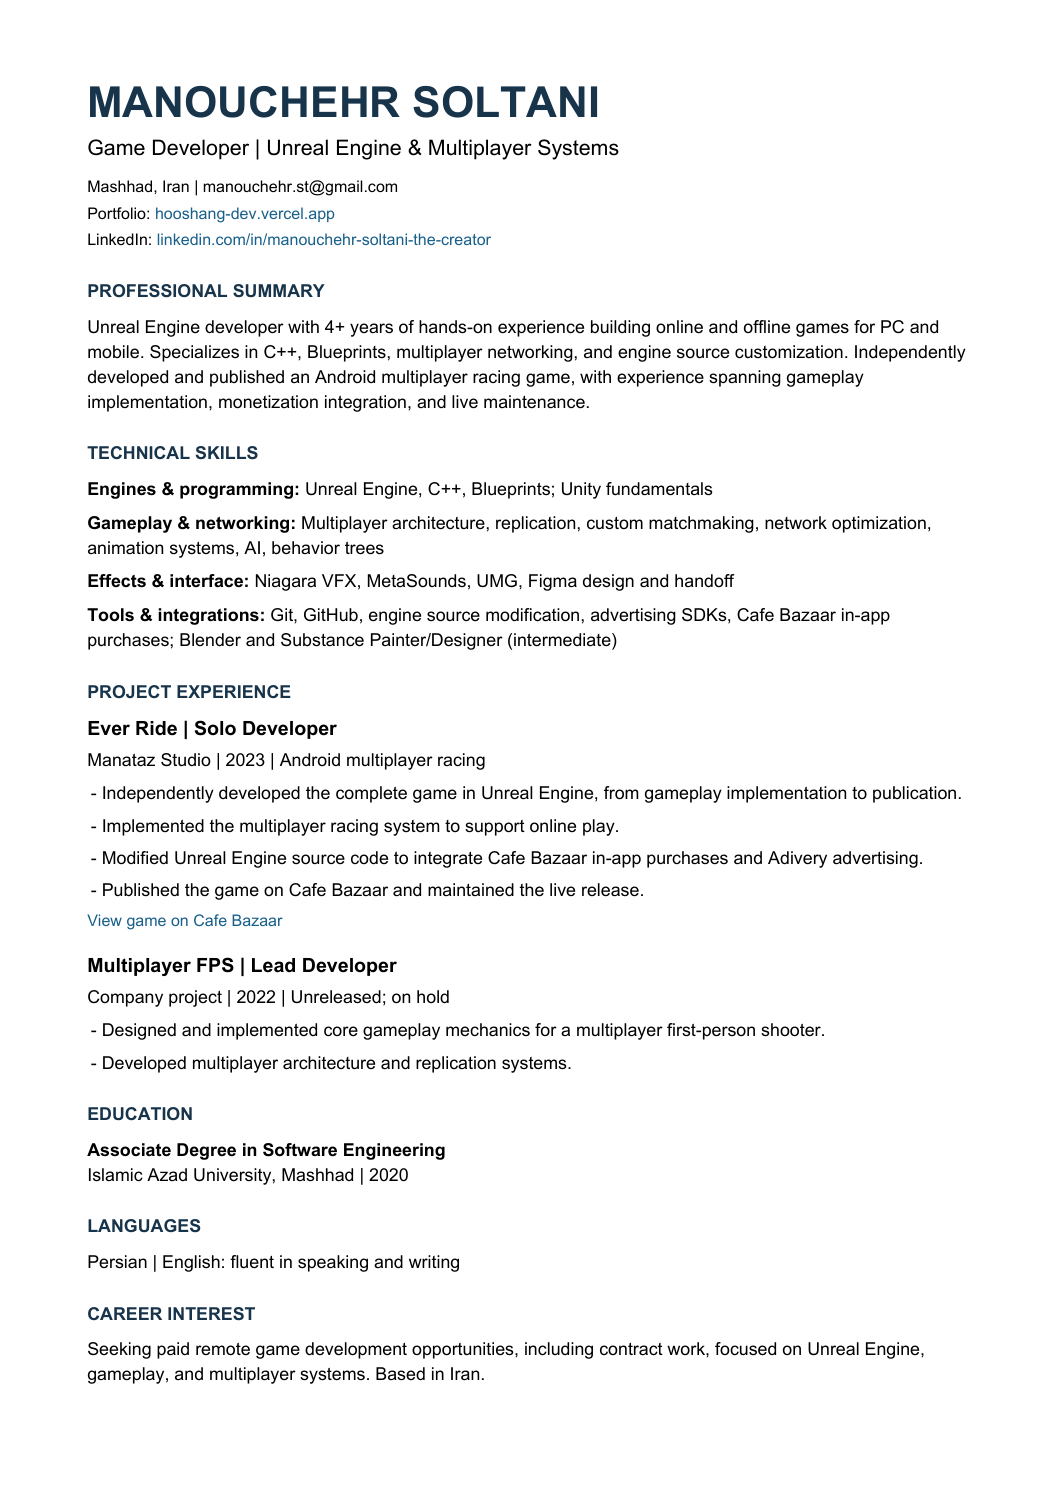 MANOUCHEHR SOLTANI
Game Developer | Unreal Engine & Multiplayer Systems
Mashhad, Iran | manouchehr.st@gmail.com
Portfolio: hooshang-dev.vercel.app
LinkedIn: linkedin.com/in/manouchehr-soltani-the-creator
PROFESSIONAL SUMMARY
Unreal Engine developer with 4+ years of hands-on experience building online and offline games for PC and
mobile. Specializes in C++, Blueprints, multiplayer networking, and engine source customization. Independently
developed and published an Android multiplayer racing game, with experience spanning gameplay
implementation, monetization integration, and live maintenance.
TECHNICAL SKILLS
Engines & programming: Unreal Engine, C++, Blueprints; Unity fundamentals
Gameplay & networking: Multiplayer architecture, replication, custom matchmaking, network optimization,
animation systems, AI, behavior trees
Effects & interface: Niagara VFX, MetaSounds, UMG, Figma design and handoff
Tools & integrations: Git, GitHub, engine source modification, advertising SDKs, Cafe Bazaar in-app
purchases; Blender and Substance Painter/Designer (intermediate)
PROJECT EXPERIENCE
Ever Ride | Solo Developer
Manataz Studio | 2023 | Android multiplayer racing
- Independently developed the complete game in Unreal Engine, from gameplay implementation to publication.
- Implemented the multiplayer racing system to support online play.
- Modified Unreal Engine source code to integrate Cafe Bazaar in-app purchases and Adivery advertising.
- Published the game on Cafe Bazaar and maintained the live release.
View game on Cafe Bazaar
Multiplayer FPS | Lead Developer
Company project | 2022 | Unreleased; on hold
- Designed and implemented core gameplay mechanics for a multiplayer first-person shooter.
- Developed multiplayer architecture and replication systems.
EDUCATION
Associate Degree in Software Engineering
Islamic Azad University, Mashhad | 2020
LANGUAGES
Persian | English: fluent in speaking and writing
CAREER INTEREST
Seeking paid remote game development opportunities, including contract work, focused on Unreal Engine,
gameplay, and multiplayer systems. Based in Iran.